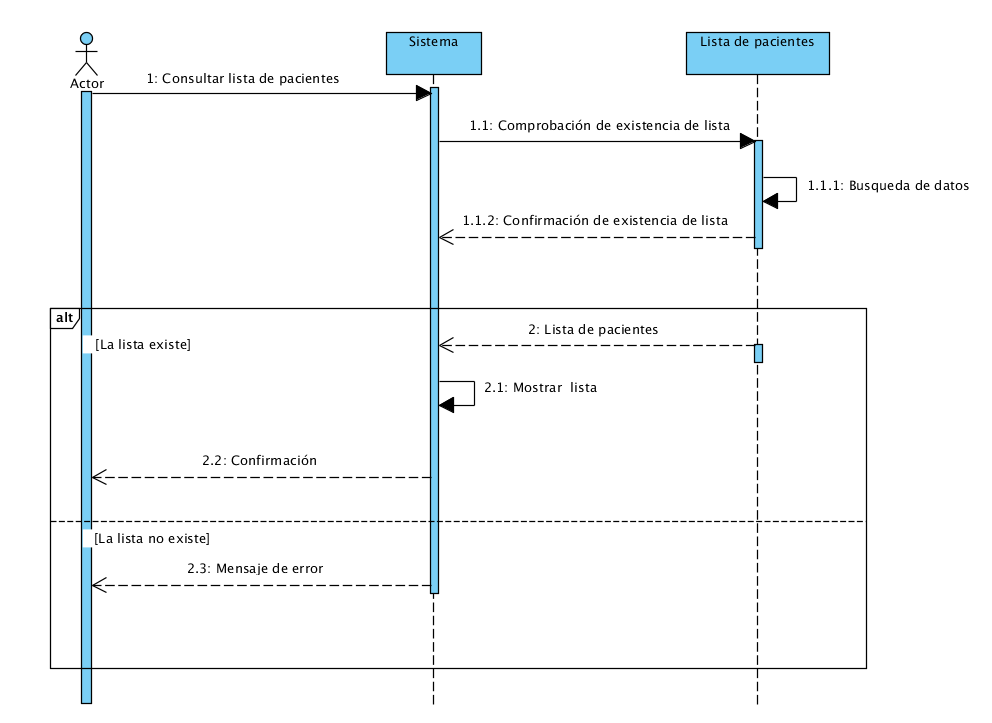 Actor
Sistema
Lista de pacientes
1: Consultar lista de pacientes
1.1: Comprobación de existencia de lista
1.1.1: Busqueda de datos
1.1.2: Confirmación de existencia de lista
alt
2: Lista de pacientes
[La lista existe]
2.1: Mostrar  lista
2.2: Confirmación
[La lista no existe]
2.3: Mensaje de error